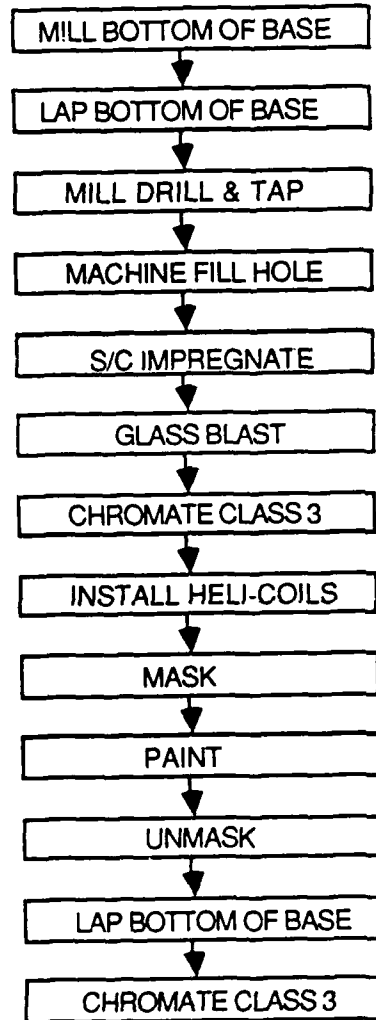 MILL BOTTOM OF BASE
LAP BOTTOM OF BASE
MILL DRILL & TAP
MACHINE FILL HOLE
S/C IMPREGNATE
GLASS BLAST
CHROMATE CLASS 3
INSTALL HELI-COILS
MASK
PAINT
UNMASK
LAP BOTTOM OF BASE
CHROMATE CLASS 3